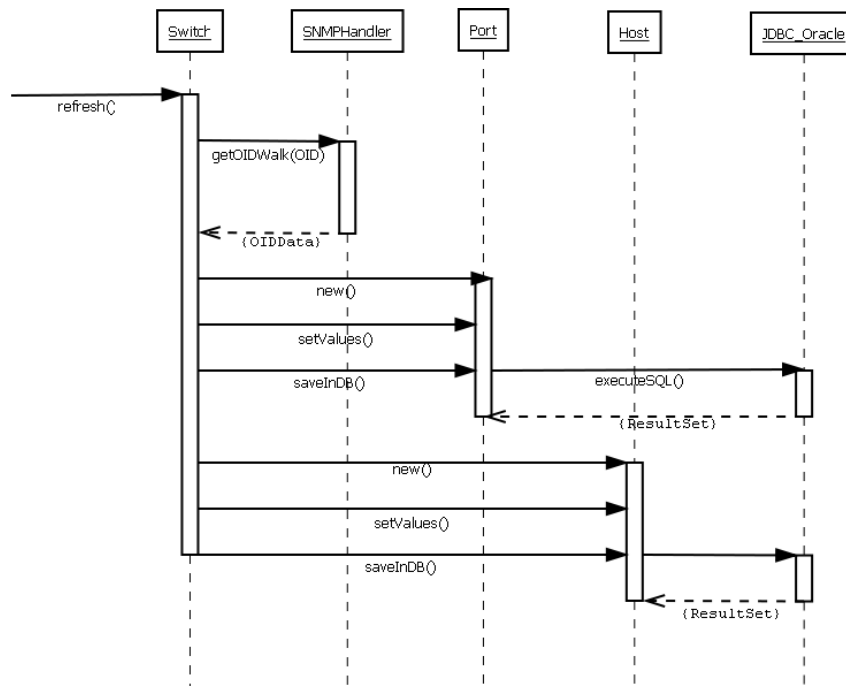 Switch
SNMPHandler
Port
Host
JDBC_Oracle
refresh()
getOIDWalk(OID)
{OIDData}
new()
setValues()
saveInDB()
executeSQL()
{ResultSet}
new()
setValues()
saveInDB()
{ResultSet}